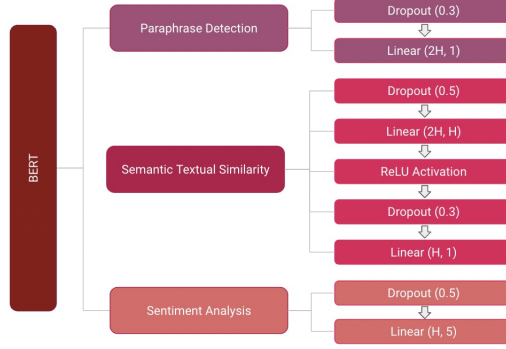 BERT
Paraphrase Detection
Dropout (0.3)
Linear (2H, 1)
Semantic Textual Similarity
Dropout (0.5)
Linear (2H, H)
ReLU Activation
Dropout (0.3)
Linear (H, 1)
Sentiment Analysis
Dropout (0.5)
Linear (H, 5)